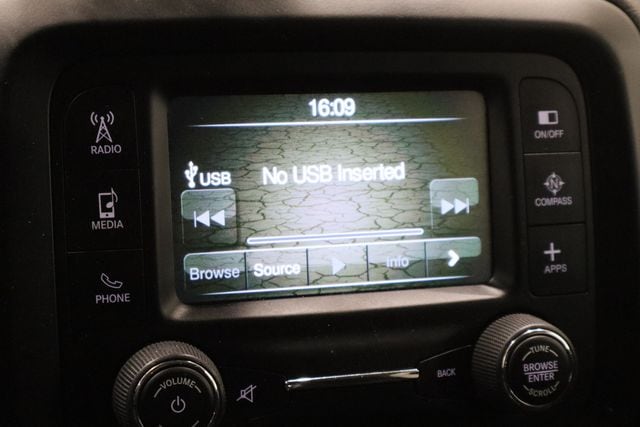 16:09
RADIO
ON/OFF
USB
No USB Inserted
MEDIA
COMPASS
N
PHONE
Browse
Source
Info
APPS
VOLUME
BACK
TUNE
BROWSE
ENTER
SCROLL